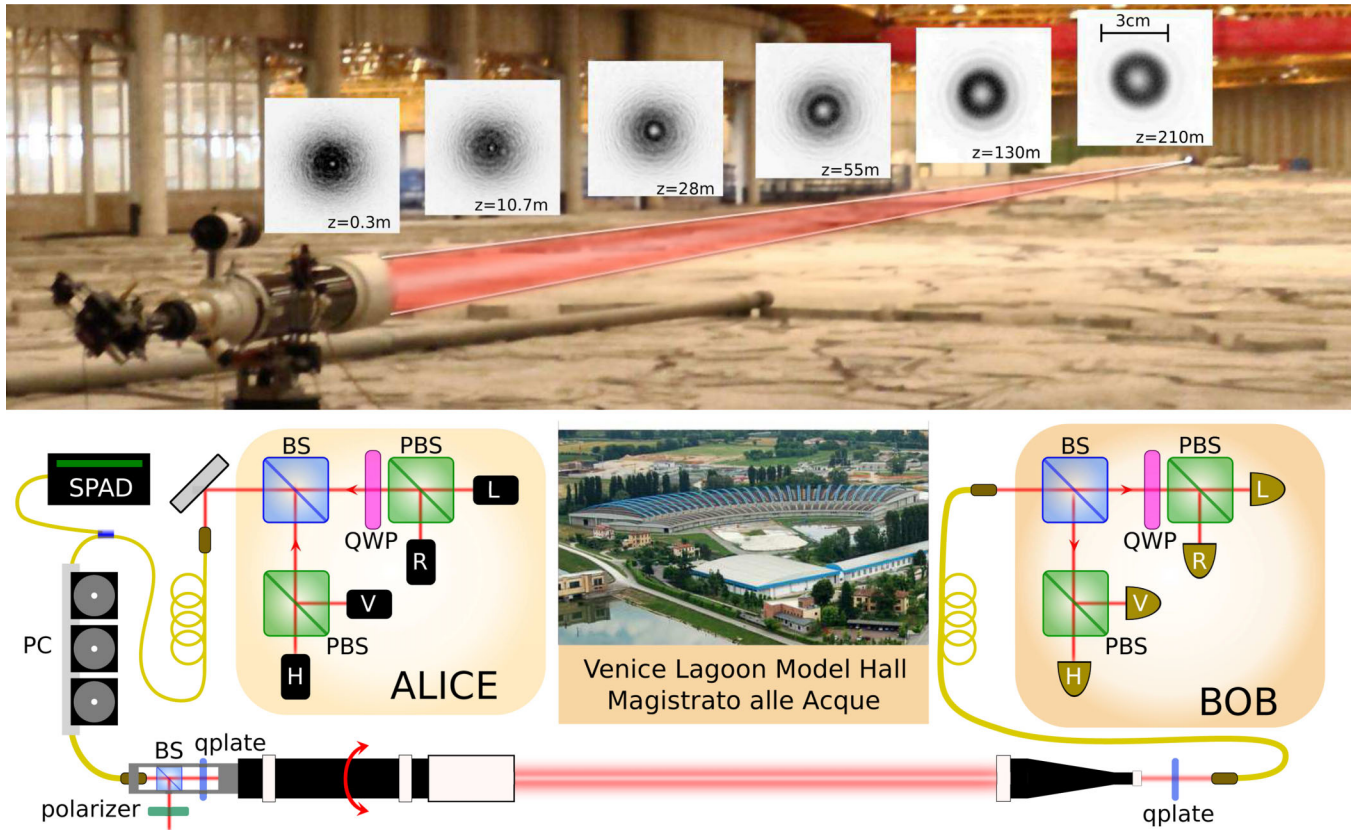 3cm
z=0.3m
z=10.7m
z=28m
z=55m
z=130m
z=210m
SPAD
BS
PBS
L
QWP
R
V
PBS
H
ALICE
PC
BS
qplate
polarizer
Venice Lagoon Model Hall
Magistrato alle Acque
BS
PBS
L
QWP
R
V
PBS
H
BOB
qplate